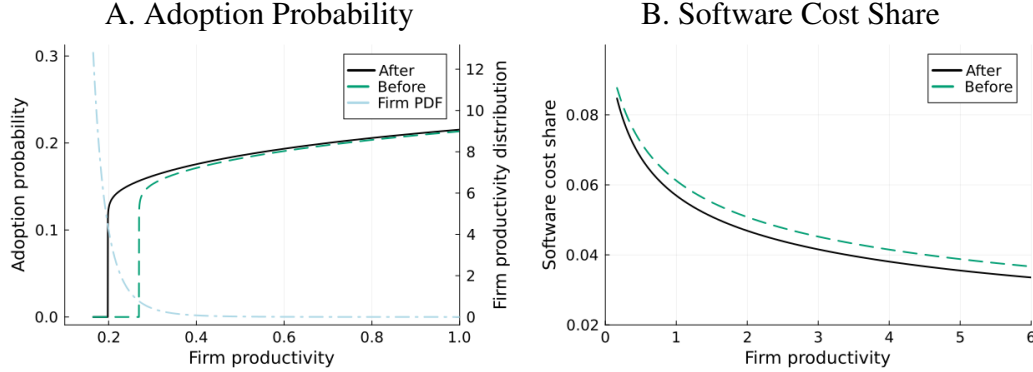 A. Adoption Probability
Adoption probability
0.3
0.2
0.1
0.0
After
Before
Firm PDF
12
10
8
6
4
2
0
Firm productivity distribution
0.2
0.4
0.6
0.8
1.0
Firm productivity
B. Software Cost Share
Software cost share
0.08
0.06
0.04
0.02
After
Before
0
1
2
3
4
5
6
Firm productivity